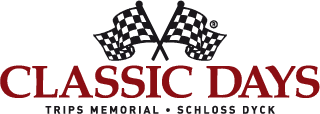 ®
CLASSIC DAYS
TRIPS MEMORIAL • SCHLOSS DYCK